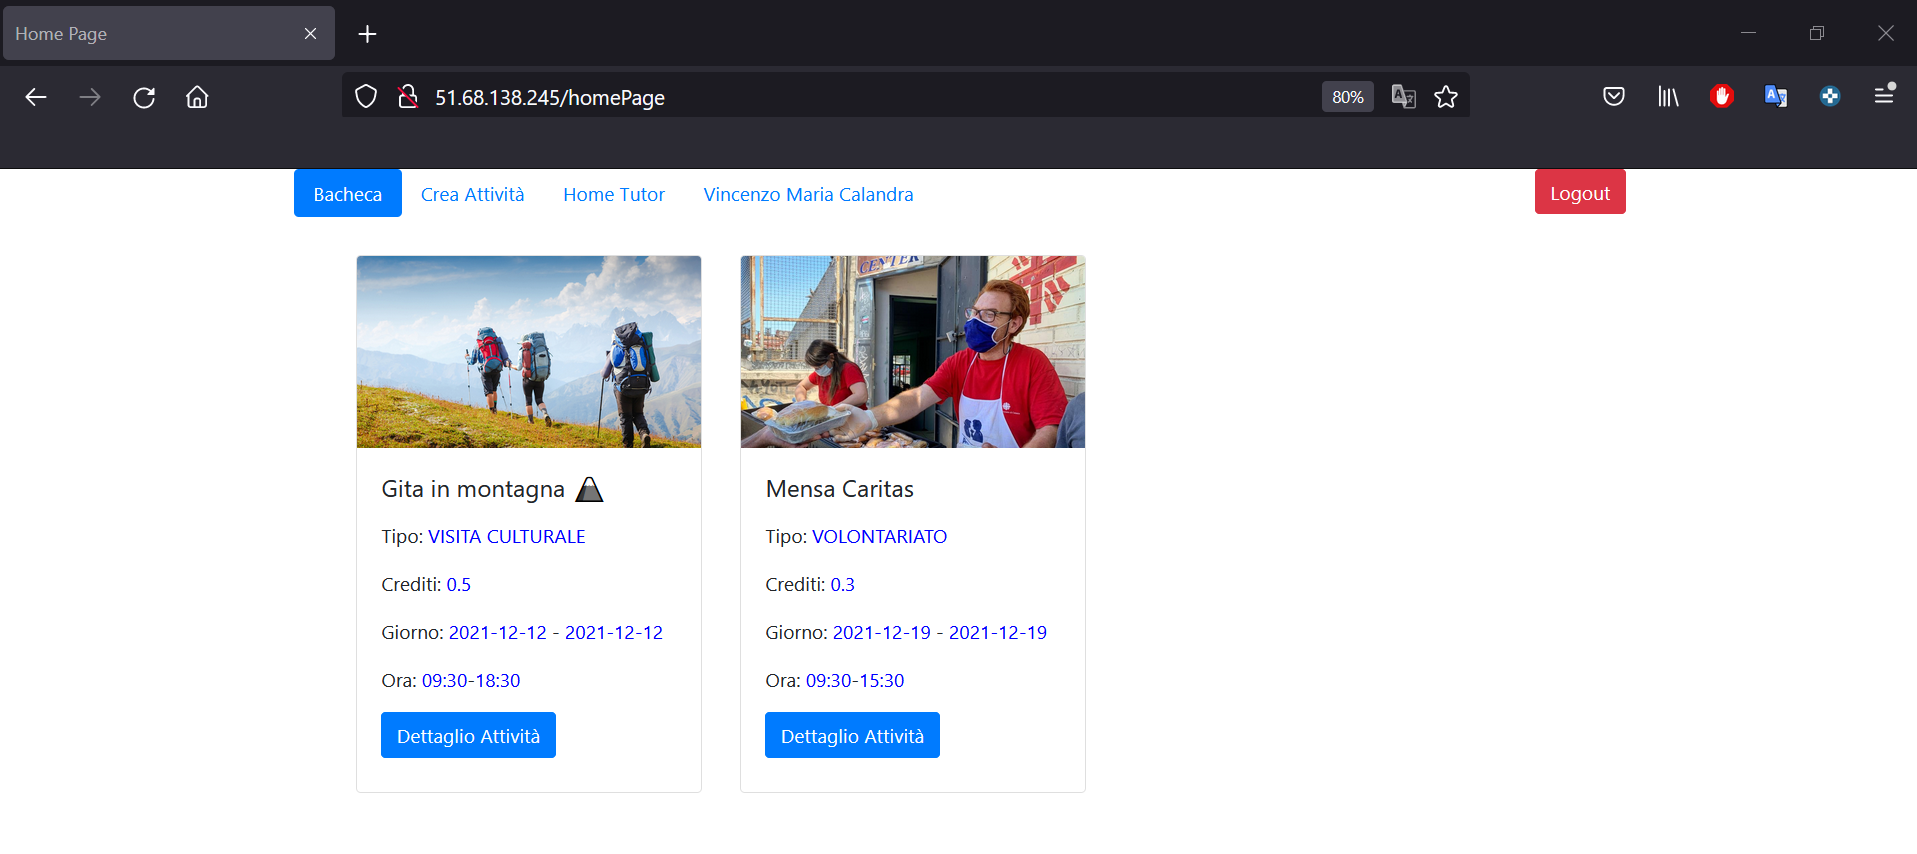 Home Page
51.68.138.245/homePage
80%
Bacheca
Crea Attività
Home Tutor
Vincenzo Maria Calandra
Logout
CENTER
Gita in montagna
Tipo: VISITA CULTURALE
Crediti: 0.5
Giorno: 2021-12-12 - 2021-12-12
Ora: 09:30-18:30
Dettaglio Attività
Mensa Caritas
Tipo: VOLONTARIATO
Crediti: 0.3
Giorno: 2021-12-19 - 2021-12-19
Ora: 09:30-15:30
Dettaglio Attività